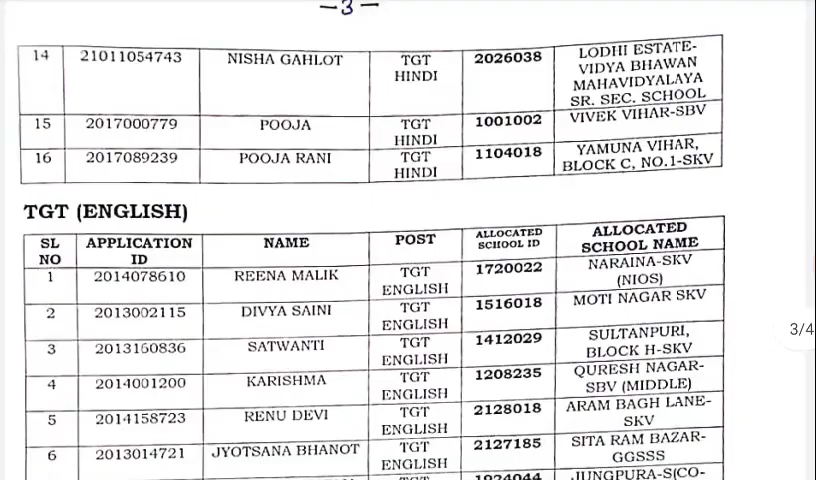 -3-
14 21011054743 NISHA GAHLOT TGT HINDI 2026038 LODHI ESTATE-VIDYA BHAWAN MAHAVIDYALAYA SR. SEC. SCHOOL
15 2017000779 POOJA TGT HINDI 1001002 VIVEK VIHAR-SBV
16 2017089239 POOJA RANI TGT HINDI 1104018 YAMUNA VIHAR, BLOCK C, NO.1-SKV
TGT (ENGLISH)
SL NO APPLICATION ID NAME POST ALLOCATED SCHOOL ID ALLOCATED SCHOOL NAME
1 2014078610 REENA MALIK TGT ENGLISH 1720022 NARAINA-SKV (NIOS)
2 2013002115 DIVYA SAINI TGT ENGLISH 1516018 MOTI NAGAR SKV
3 2013160836 SATWANTI TGT ENGLISH 1412029 SULTANPURI, BLOCK H-SKV
4 2014001200 KARISHMA TGT ENGLISH 1208235 QURESH NAGAR-SBV (MIDDLE)
5 2014158723 RENU DEVI TGT ENGLISH 2128018 ARAM BAGH LANE-SKV
6 2013014721 JYOTSANA BHANOT TGT ENGLISH 2127185 SITA RAM BAZAR-GGSSS
TGT 1924044 JUNGPURA-S(CO-
3/4